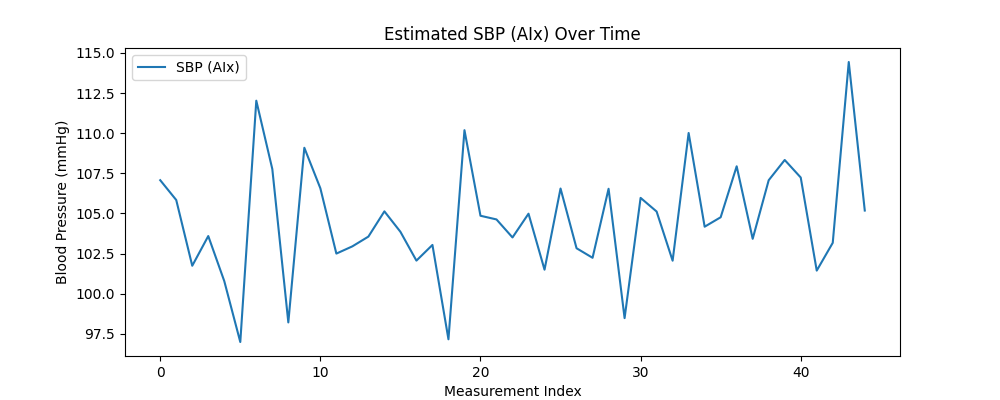 Estimated SBP (AIx) Over Time
SBP (AIx)
Blood Pressure (mmHg)
115.0
112.5
110.0
107.5
105.0
102.5
100.0
97.5
0 10 20 30 40
Measurement Index